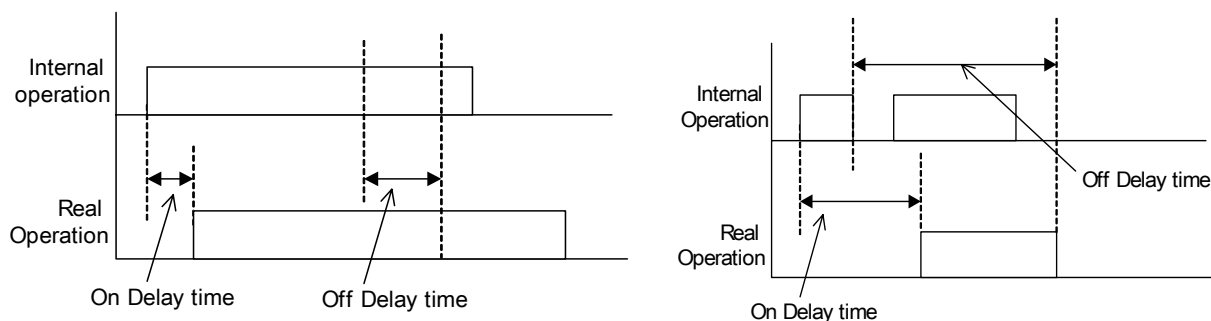 Internal
operation
Real
Operation
On Delay time
Off Delay time
Internal
Operation
Off Delay time
Real
Operation
On Delay time